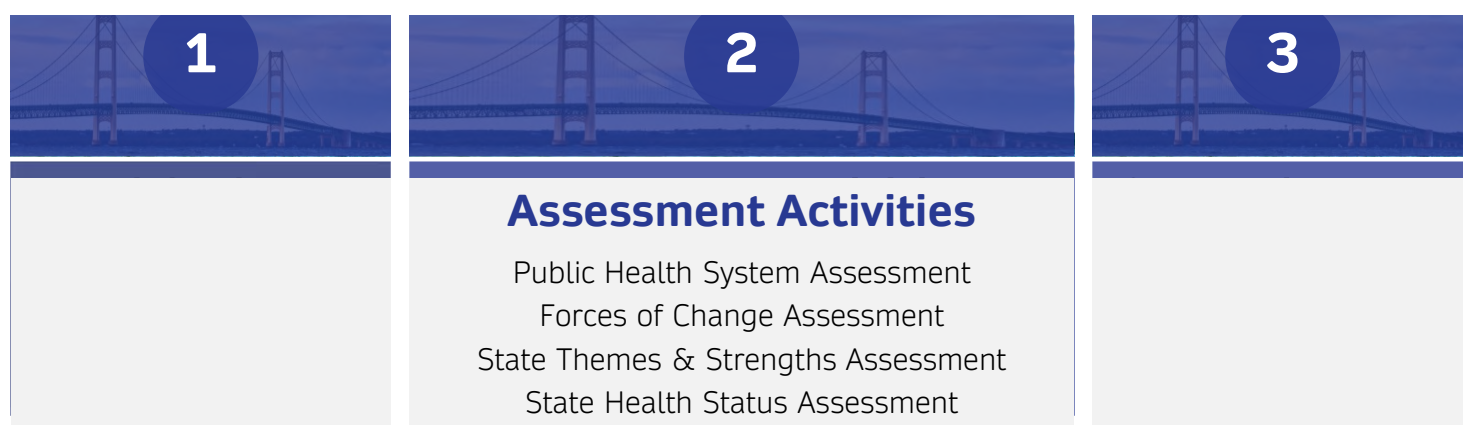 1
2
3
Assessment Activities
Public Health System Assessment
Forces of Change Assessment
State Themes & Strengths Assessment
State Health Status Assessment